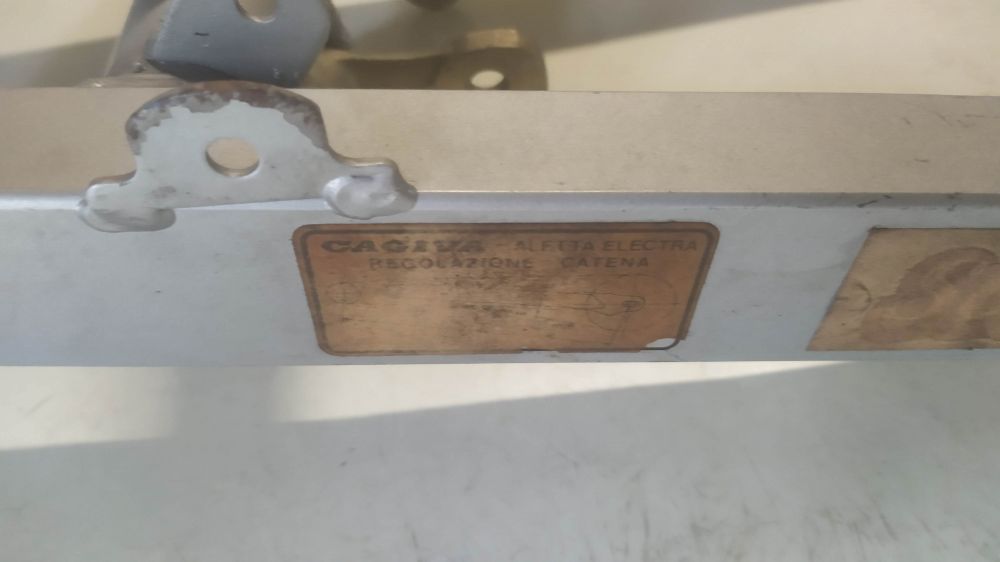 CAGIVA - ALETTA ELECTRA
REGOLAZIONE CATENA